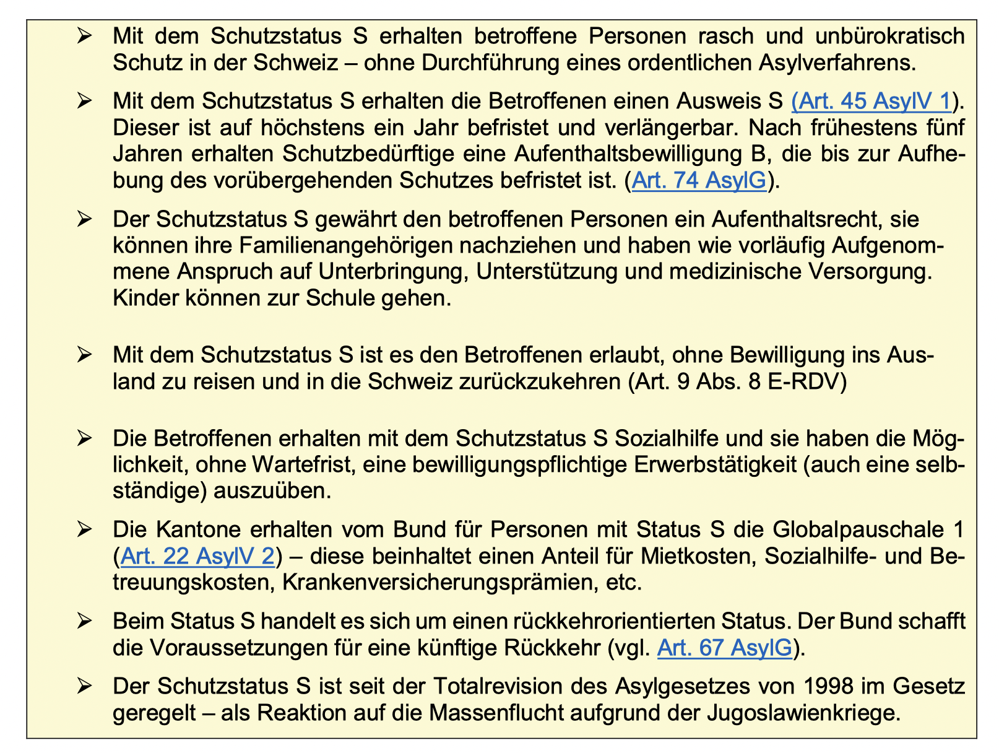 ➢ Mit dem Schutzstatus S erhalten betroffene Personen rasch und unbürokratisch
Schutz in der Schweiz – ohne Durchführung eines ordentlichen Asylverfahrens.
➢ Mit dem Schutzstatus S erhalten die Betroffenen einen Ausweis S (Art. 45 AsylV 1).
Dieser ist auf höchstens ein Jahr befristet und verlängerbar. Nach frühestens fünf
Jahren erhalten Schutzbedürftige eine Aufenthaltsbewilligung B, die bis zur Aufhe-
bung des vorübergehenden Schutzes befristet ist. (Art. 74 AsylG).
➢ Der Schutzstatus S gewährt den betroffenen Personen ein Aufenthaltsrecht, sie
können ihre Familienangehörigen nachziehen und haben wie vorläufig Aufgenom-
mene Anspruch auf Unterbringung, Unterstützung und medizinische Versorgung.
Kinder können zur Schule gehen.
➢ Mit dem Schutzstatus S ist es den Betroffenen erlaubt, ohne Bewilligung ins Aus-
land zu reisen und in die Schweiz zurückzukehren (Art. 9 Abs. 8 E-RDV)
➢ Die Betroffenen erhalten mit dem Schutzstatus S Sozialhilfe und sie haben die Mög-
lichkeit, ohne Wartefrist, eine bewilligungspflichtige Erwerbstätigkeit (auch eine selb-
ständige) auszuüben.
➢ Die Kantone erhalten vom Bund für Personen mit Status S die Globalpauschale 1
(Art. 22 AsylV 2) – diese beinhaltet einen Anteil für Mietkosten, Sozialhilfe- und Be-
treuungskosten, Krankenversicherungsprämien, etc.
➢ Beim Status S handelt es sich um einen rückkehrorientierten Status. Der Bund schafft
die Voraussetzungen für eine künftige Rückkehr (vgl. Art. 67 AsylG).
➢ Der Schutzstatus S ist seit der Totalrevision des Asylgesetzes von 1998 im Gesetz
geregelt – als Reaktion auf die Massenflucht aufgrund der Jugoslawienkriege.